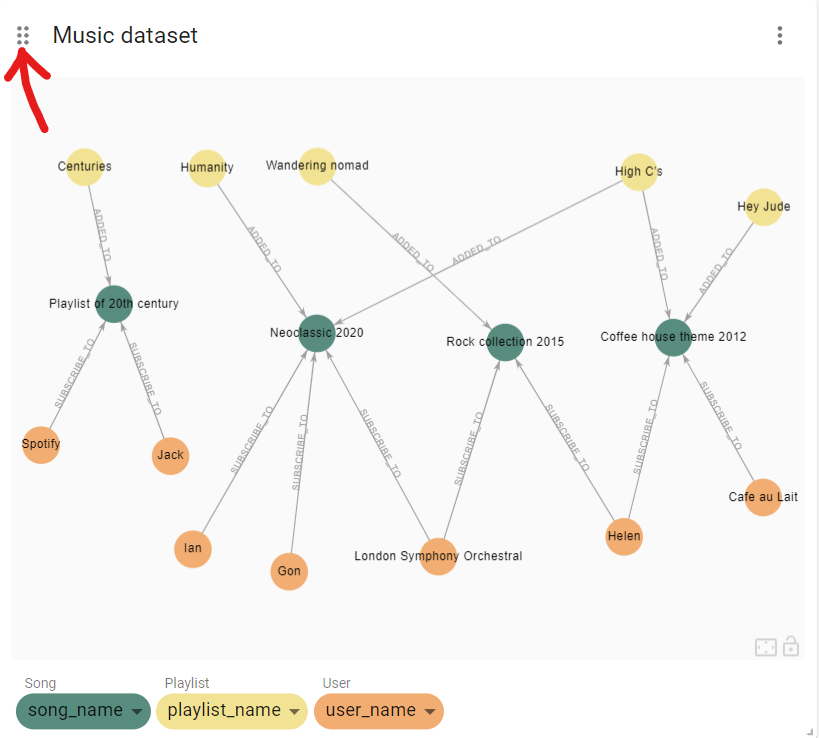 Music dataset
Centuries
Humanity
Wandering nomad
High C's
Hey Jude
ADDED_TO
ADDED_TO
ADDED_TO
ADDED_TO
ADDED_TO
ADDED_TO
Playlist of 20th century
Neoclassic 2020
Rock collection 2015
Coffee house theme 2012
SUBSCRIBE_TO
SUBSCRIBE_TO
SUBSCRIBE_TO
SUBSCRIBE_TO
SUBSCRIBE_TO
SUBSCRIBE_TO
SUBSCRIBE_TO
SUBSCRIBE_TO
SUBSCRIBE_TO
Spotify
Jack
Ian
Gon
London Symphony Orchestral
Helen
Cafe au Lait
Song
Playlist
User
song_name
playlist_name
user_name